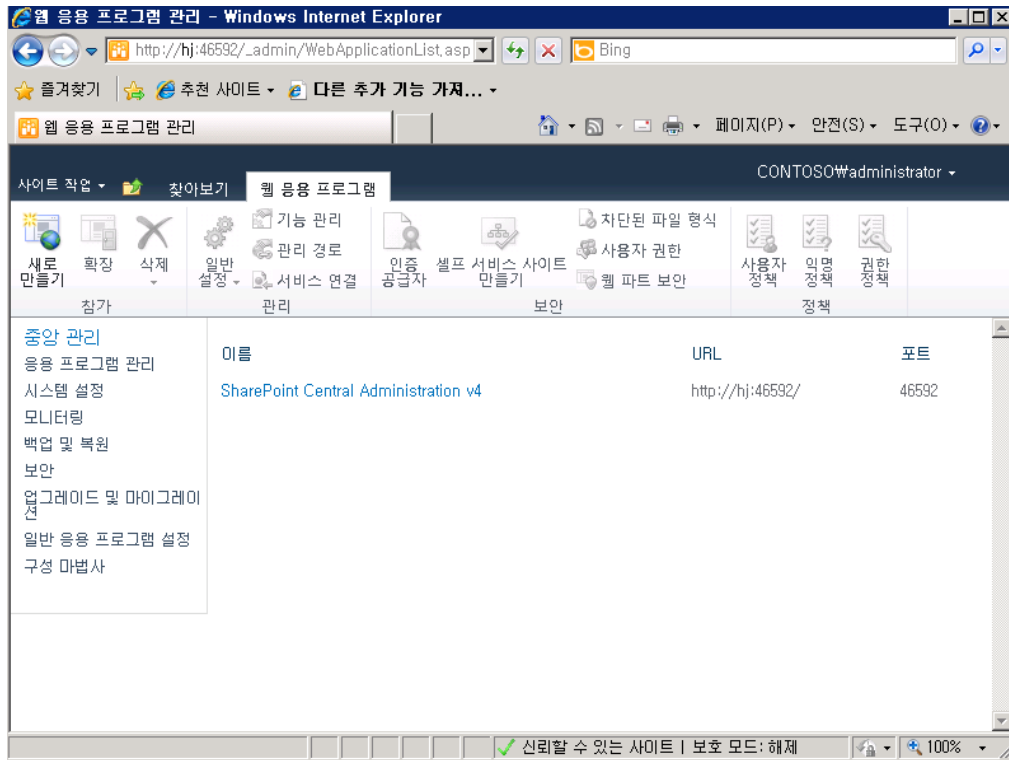 웹 응용 프로그램 관리 - Windows Internet Explorer
http://hj:46592/_admin/WebApplicationList.asp
Bing
즐겨찾기
추천 사이트
다른 추가 기능 가져...
웹 응용 프로그램 관리
페이지(P)
안전(S)
도구(O)
CONTOSO₩administrator
사이트 작업
찾아보기
웹 응용 프로그램
새로
만들기
확장
삭제
참가
일반
설정
기능 관리
관리 경로
서비스 연결
관리
인증
공급자
셀프 서비스 사이트
만들기
차단된 파일 형식
사용자 권한
웹 파트 보안
보안
사용자
정책
익명
정책
권한
정책
정책
중앙 관리
응용 프로그램 관리
시스템 설정
모니터링
백업 및 복원
보안
업그레이드 및 마이그레이
션
일반 응용 프로그램 설정
구성 마법사
이름 URL 포트
SharePoint Central Administration v4 http://hj:46592/ 46592
신뢰할 수 있는 사이트 | 보호 모드: 해제
100%